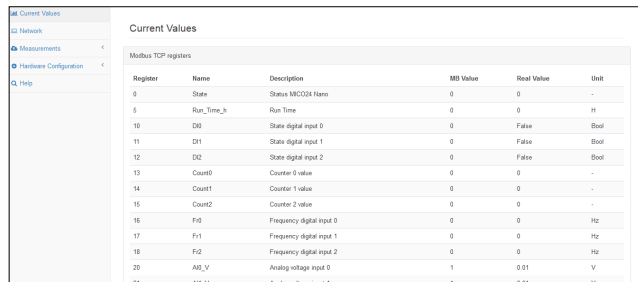 Current Values
Network
Measurements
Hardware Configuration
Help
Current Values
Modbus TCP registers
Register Name Description MB Value Real Value Unit
0 State Status MICO24 Nano 0 0 -
5 Run_Time_h Run Time 0 0 H
10 DI0 State digital input 0 0 False Bool
11 DI1 State digital input 1 0 False Bool
12 DI2 State digital input 2 0 False Bool
13 Count0 Counter 0 value 0 0 -
14 Count1 Counter 1 value 0 0 -
15 Count2 Counter 2 value 0 0 -
16 Fr0 Frequency digital input 0 0 0 Hz
17 Fr1 Frequency digital input 1 0 0 Hz
18 Fr2 Frequency digital input 2 0 0 Hz
20 AI0_V Analog voltage input 0 1 0.01 V